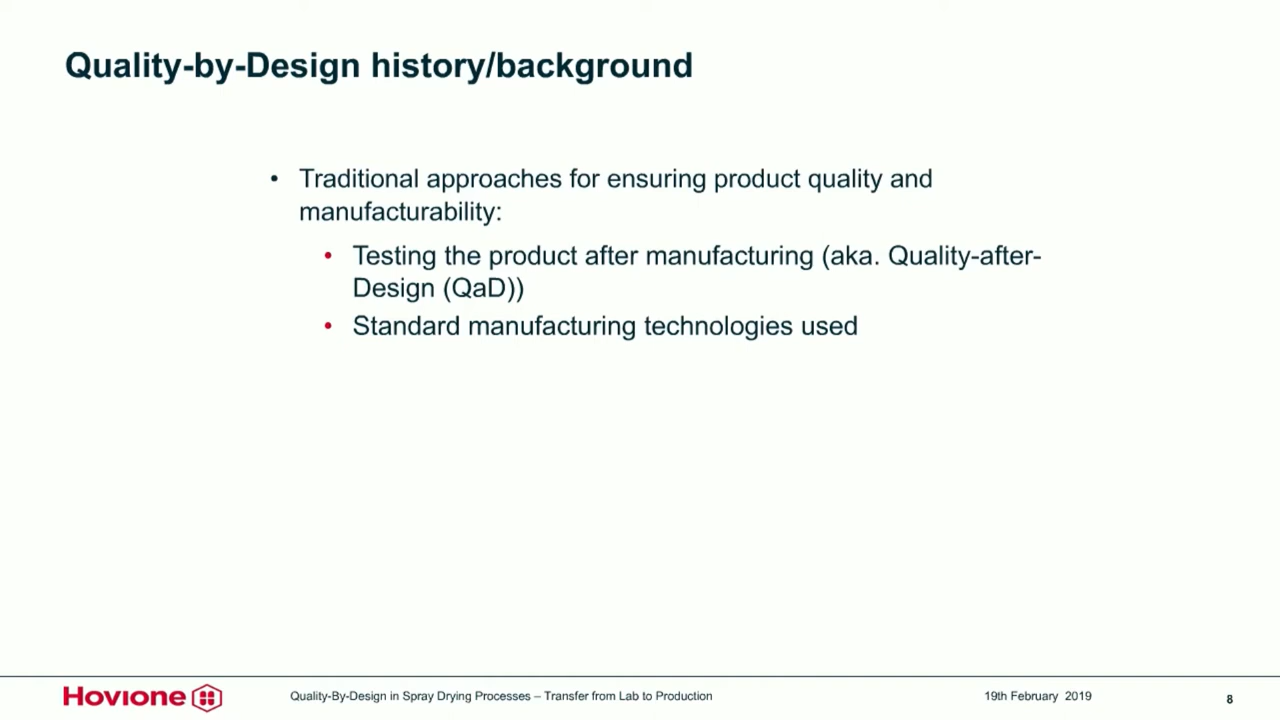 Quality-by-Design history/background
• Traditional approaches for ensuring product quality and
manufacturability:
• Testing the product after manufacturing (aka. Quality-after-
Design (QaD))
• Standard manufacturing technologies used
Hovione
Quality-By-Design in Spray Drying Processes – Transfer from Lab to Production
19th February 2019
8